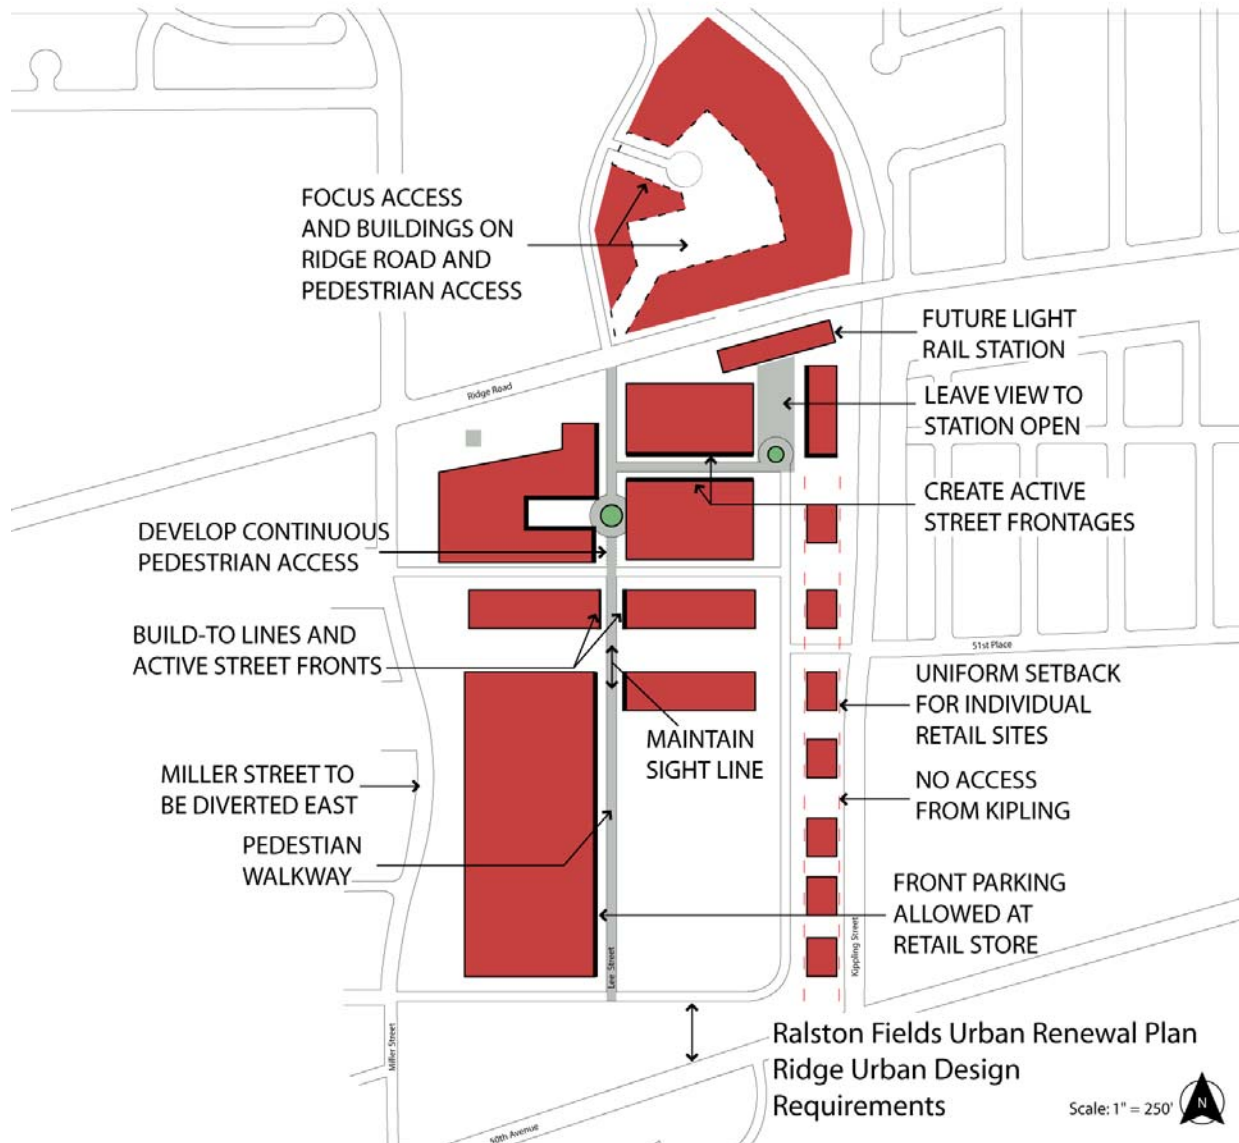 FOCUS ACCESS
AND BUILDINGS ON
RIDGE ROAD AND
PEDESTRIAN ACCESS
FUTURE LIGHT
RAIL STATION
Ridge Road
LEAVE VIEW TO
STATION OPEN
CREATE ACTIVE
STREET FRONTAGES
DEVELOP CONTINUOUS
PEDESTRIAN ACCESS
BUILD-TO LINES AND
ACTIVE STREET FRONTS
51st Place
UNIFORM SETBACK
FOR INDIVIDUAL
RETAIL SITES
MAINTAIN
SIGHT LINE
MILLER STREET TO
BE DIVERTED EAST
NO ACCESS
FROM KIPLING
PEDESTIAN
WALKWAY
FRONT PARKING
ALLOWED AT
RETAIL STORE
Lee Street
Kippling Street
Miller Street
50th Avenue
Ralston Fields Urban Renewal Plan
Ridge Urban Design
Requirements
Scale: 1" = 250'
N